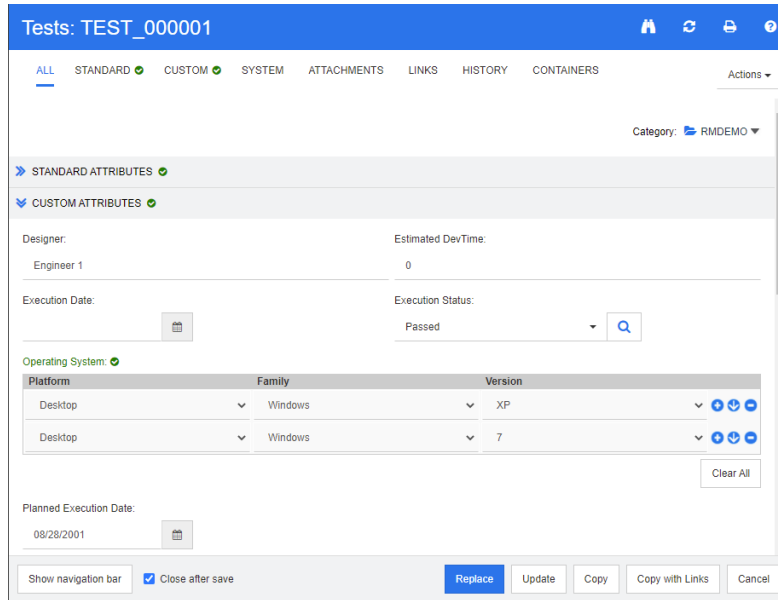 Tests: TEST_000001
ALL STANDARD CUSTOM SYSTEM ATTACHMENTS LINKS HISTORY CONTAINERS Actions
Category: RMDEMO
STANDARD ATTRIBUTES
CUSTOM ATTRIBUTES
Designer: Estimated DevTime:
Engineer 1 0
Execution Date: Execution Status:
Passed
Operating System:
Platform Family Version
Desktop Windows XP
Desktop Windows 7
Clear All
Planned Execution Date:
08/28/2001
Show navigation bar Close after save Replace Update Copy Copy with Links Cancel